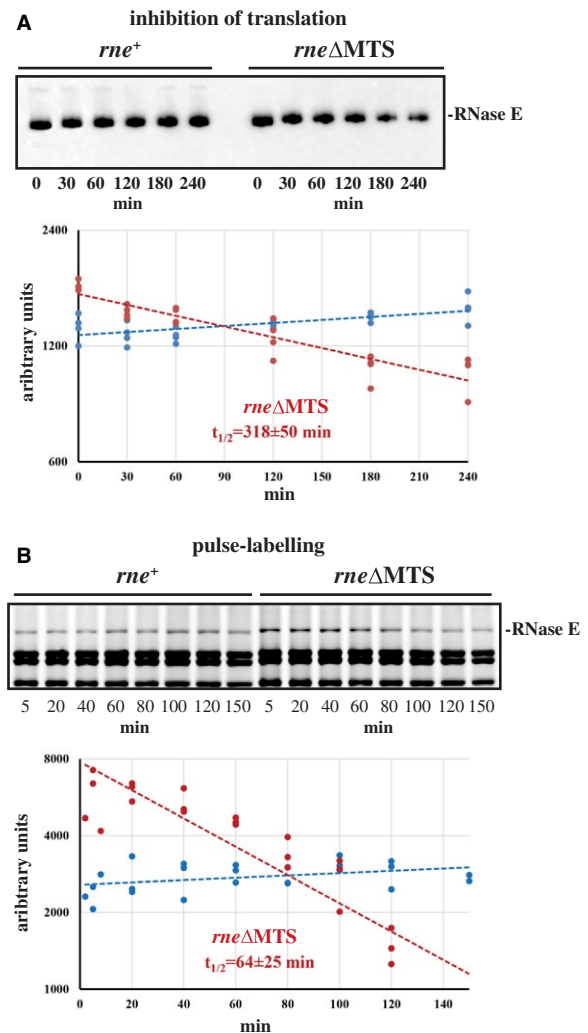 A
inhibition of translation
rne+ rneΔMTS
-RNase E
0 30 60 120 180 240 0 30 60 120 180 240
min min
2400
1200
600
aribtrary units
rneΔMTS
t1/2=318±50 min
0 30 60 90 120 150 180 210 240
min
B
pulse-labelling
rne+ rneΔMTS
-RNase E
5 20 40 60 80 100 120 150 5 20 40 60 80 100 120 150
min min
8000
4000
2000
1000
aribtrary units
rneΔMTS
t1/2=64±25 min
0 20 40 60 80 100 120 140
min